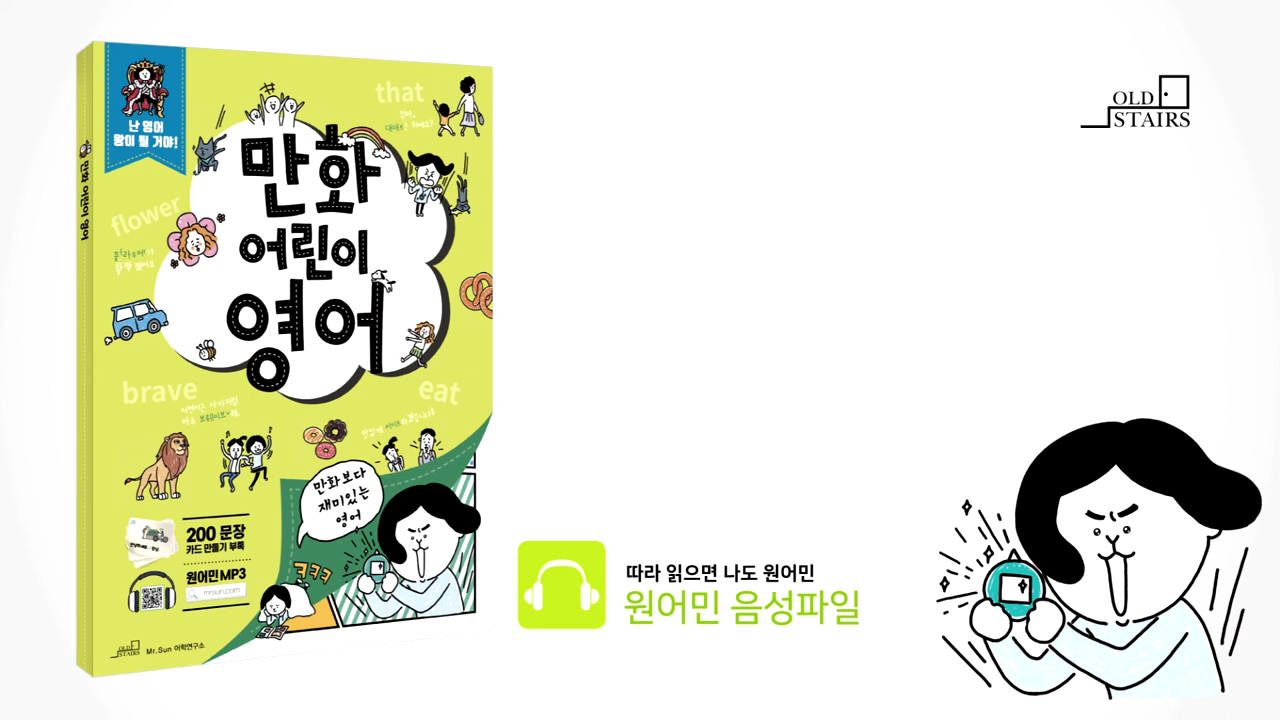 난 영어
왕이 될 거야!
만화 어린이 영어
that
엄마,
flower
만화
어린이
영어
brave
eat
만화보다
재미있는
영어
ㅋㅋㅋ
200 문장
카드 만들기 부록
원어민 MP3
mrsun.com
OLD
STAIRS
Mr.Sun 어학연구소
OLD
STAIRS
따라 읽으면 나도 원어민
원어민 음성파일